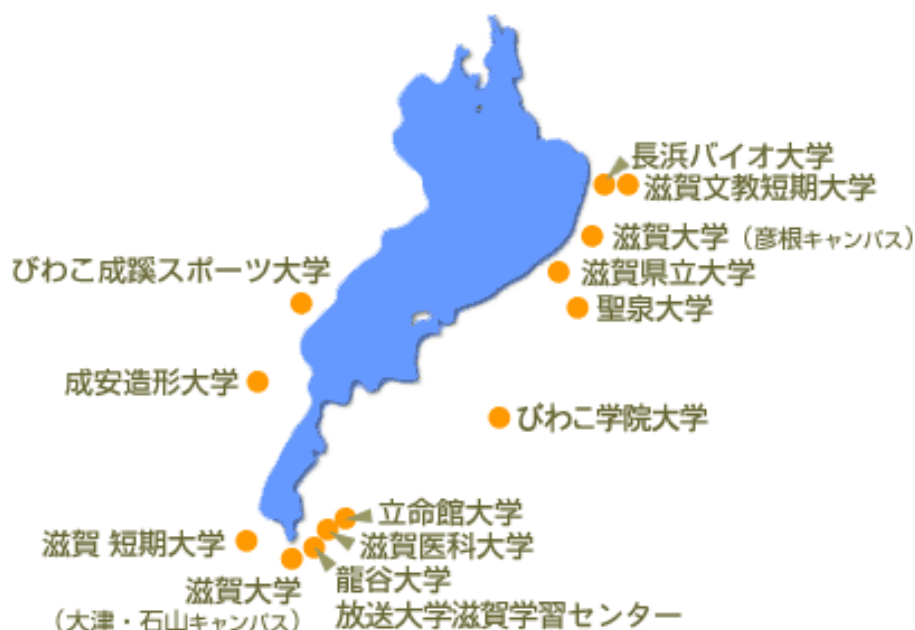 長浜バイオ大学
滋賀文教短期大学
滋賀大学（彦根キャンパス）
びわこ成蹊スポーツ大学
滋賀県立大学
聖泉大学
成安造形大学
びわこ学院大学
立命館大学
滋賀 短期大学
滋賀医科大学
滋賀大学
（大津・石山キャンパス）
龍谷大学
放送大学滋賀学習センター